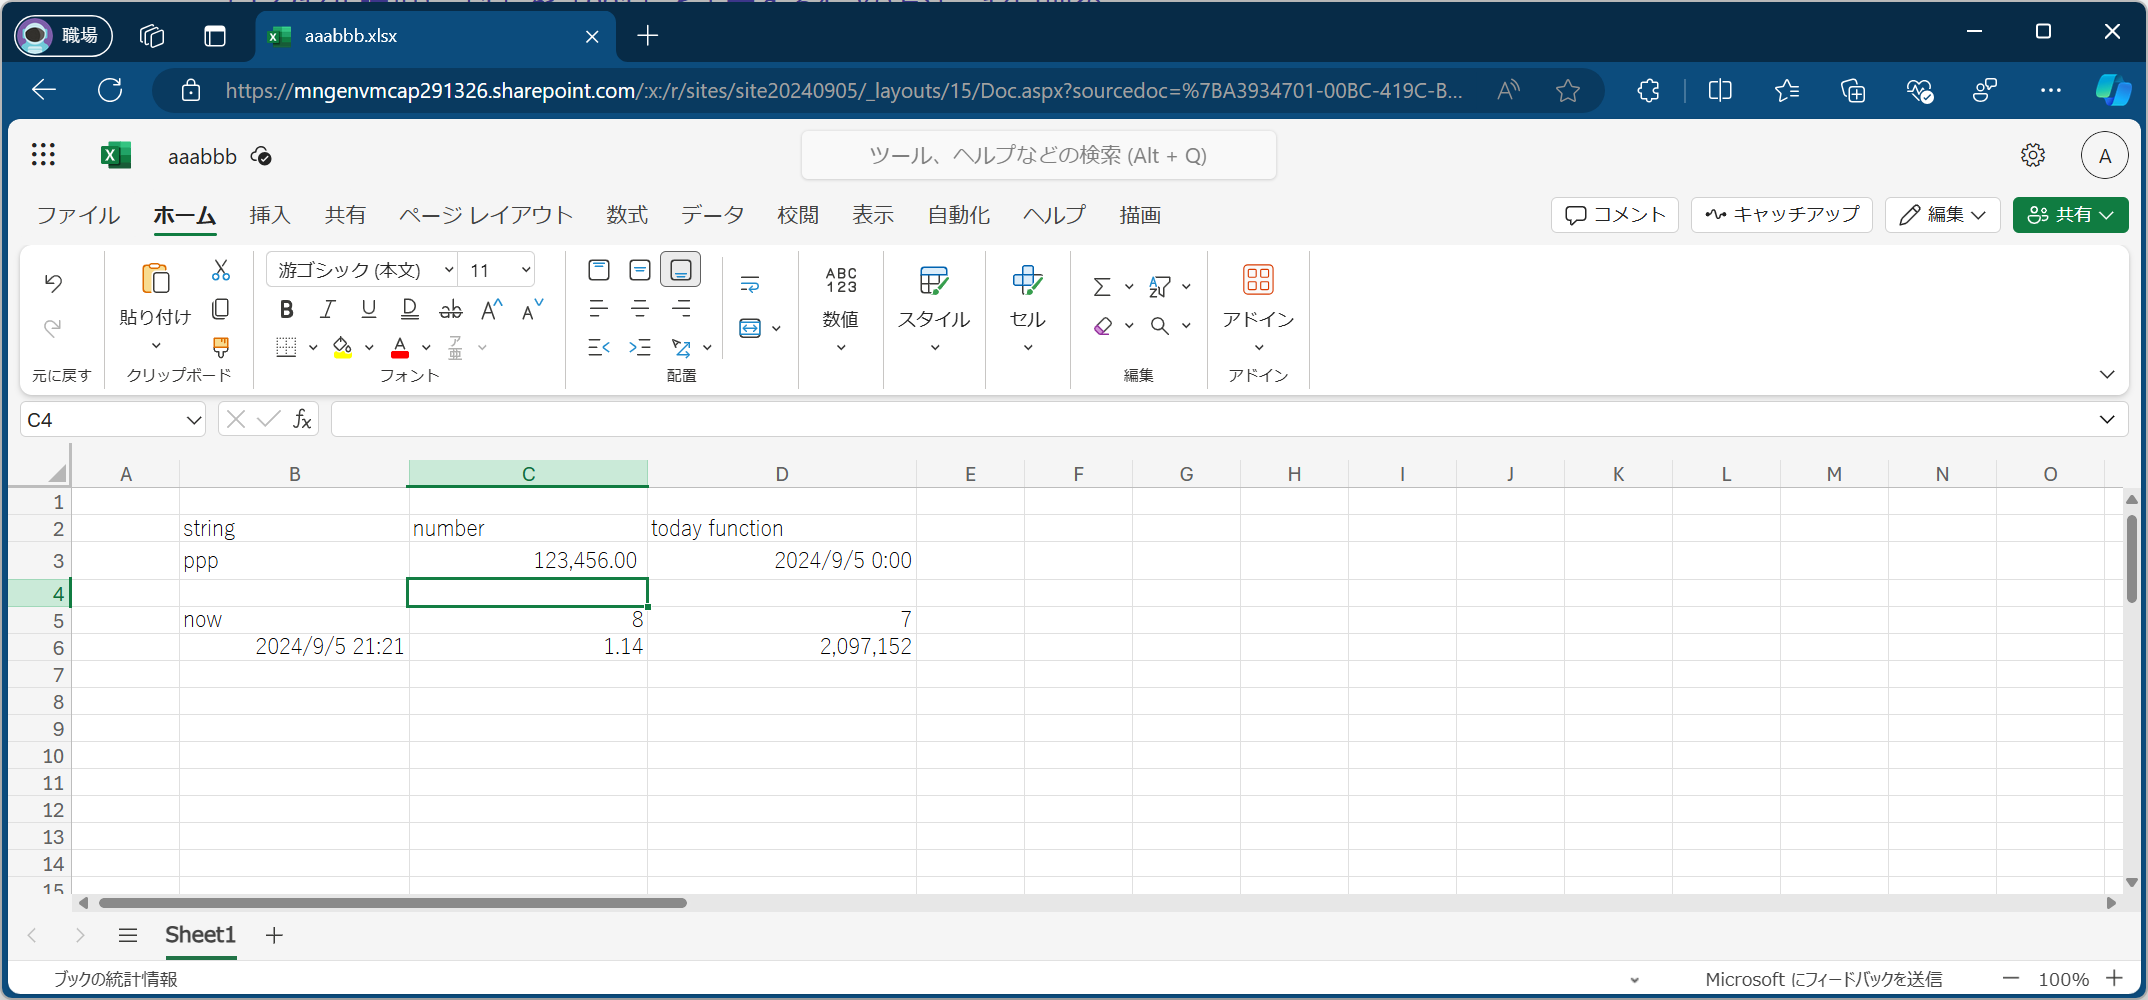 職場
aaabbb.xlsx
https://mngenvmcap291326.sharepoint.com/:x:/r/sites/site20240905/_layouts/15/Doc.aspx?sourcedoc=%7BA3934701-00BC-419C-B...
aaabbb
ツール、ヘルプなどの検索 (Alt + Q)
A
ファイル ホーム 挿入 共有 ページ レイアウト 数式 データ 校閲 表示 自動化 ヘルプ 描画
コメント キャッチアップ 編集 共有
貼り付け
游ゴシック (本文) 11
ABC
123
数値 スタイル セル アドイン
元に戻す クリップボード フォント 配置 編集 アドイン
C4
fx
A B C D E F G H I J K L M N O
1
2 string number today function
3 ppp 123,456.00 2024/9/5 0:00
4
5 now 8 7
6 2024/9/5 21:21 1.14 2,097,152
7
8
9
10
11
12
13
14
15
Sheet1
ブックの統計情報 Microsoft にフィードバックを送信 100%